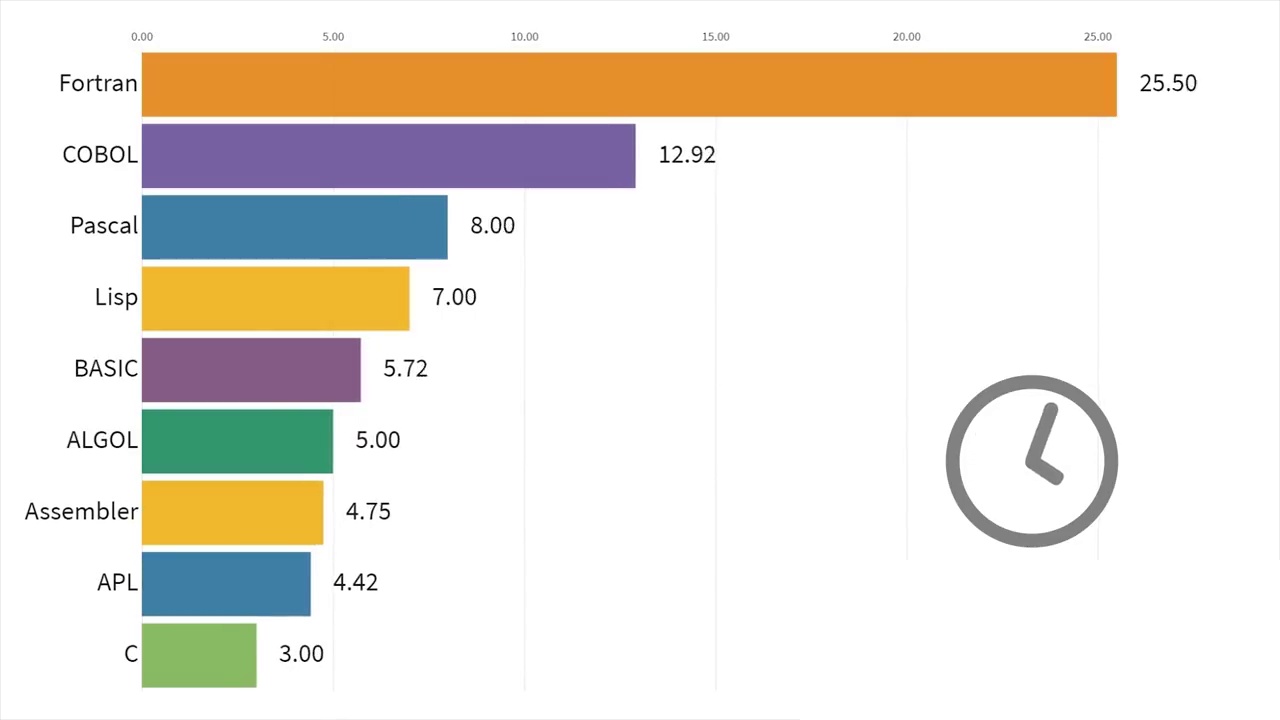 0.00 5.00 10.00 15.00 20.00 25.00
Fortran 25.50
COBOL 12.92
Pascal 8.00
Lisp 7.00
BASIC 5.72
ALGOL 5.00
Assembler 4.75
APL 4.42
C 3.00